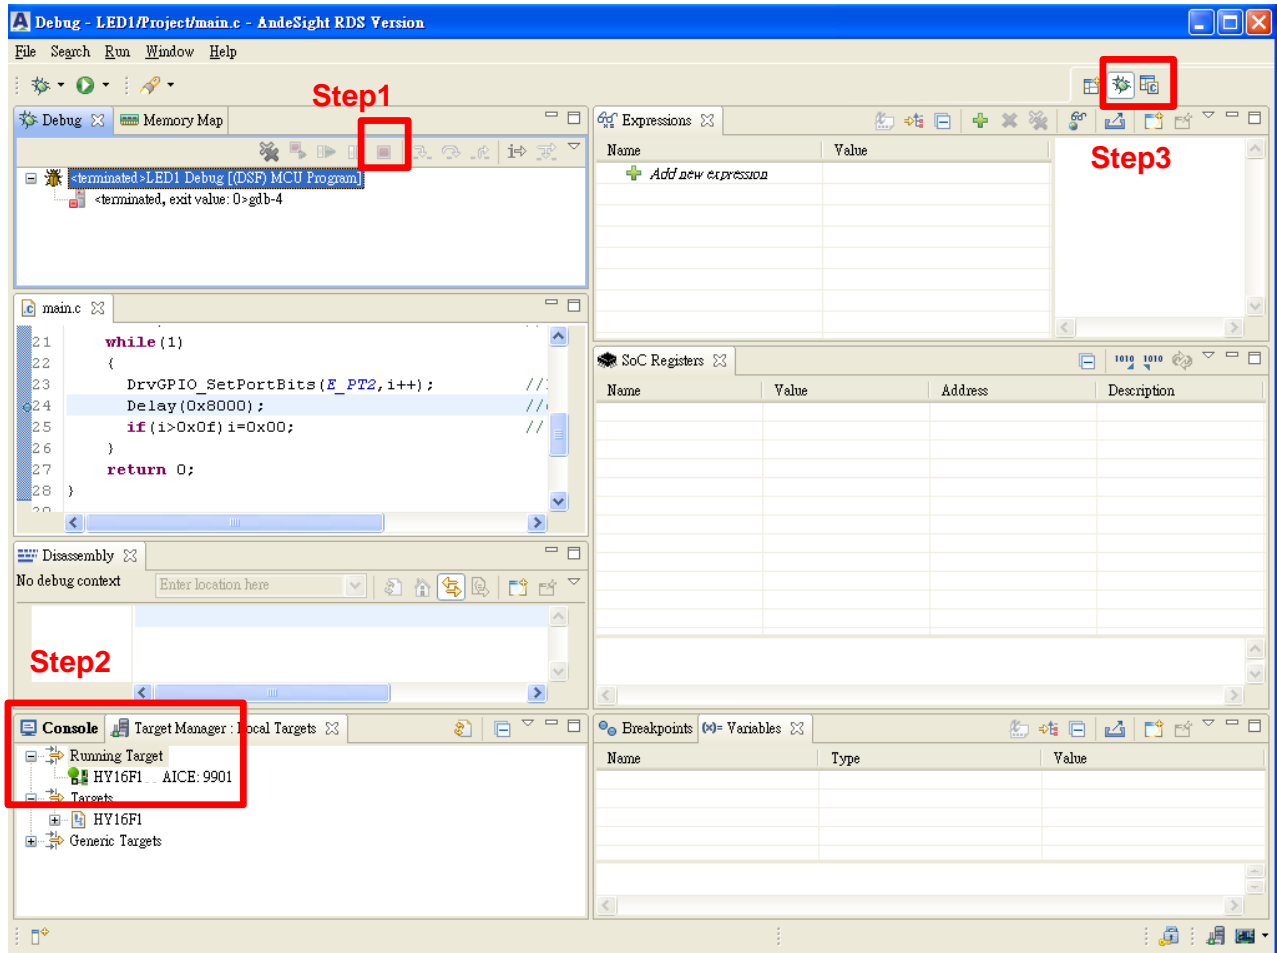 Debug - LED1/Project/main.c - AndeSight RDS Version
File Search Run Window Help
Step1
Debug Memory Map
<terminated>LED1 Debug [(DSF) MCU Program]
<terminated, exit value: 0>gdb-4
main.c
21 while(1)
22 {
23 DrvGPIO_SetPortBits(E_PT2,i++); //
24 Delay(0x8000); //
25 if(i>0x0f)i=0x00; //
26 }
27 return 0;
28 }
Disassembly
No debug context Enter location here
Step2
Console Target Manager : Local Targets
Running Target
HY16F1 AICE: 9901
Targets
HY16F1
Generic Targets
Expressions
Step3
Name Value
Add new expression
SoC Registers
1010 1010
Name Value Address Description
Breakpoints (x)= Variables
Name Type Value